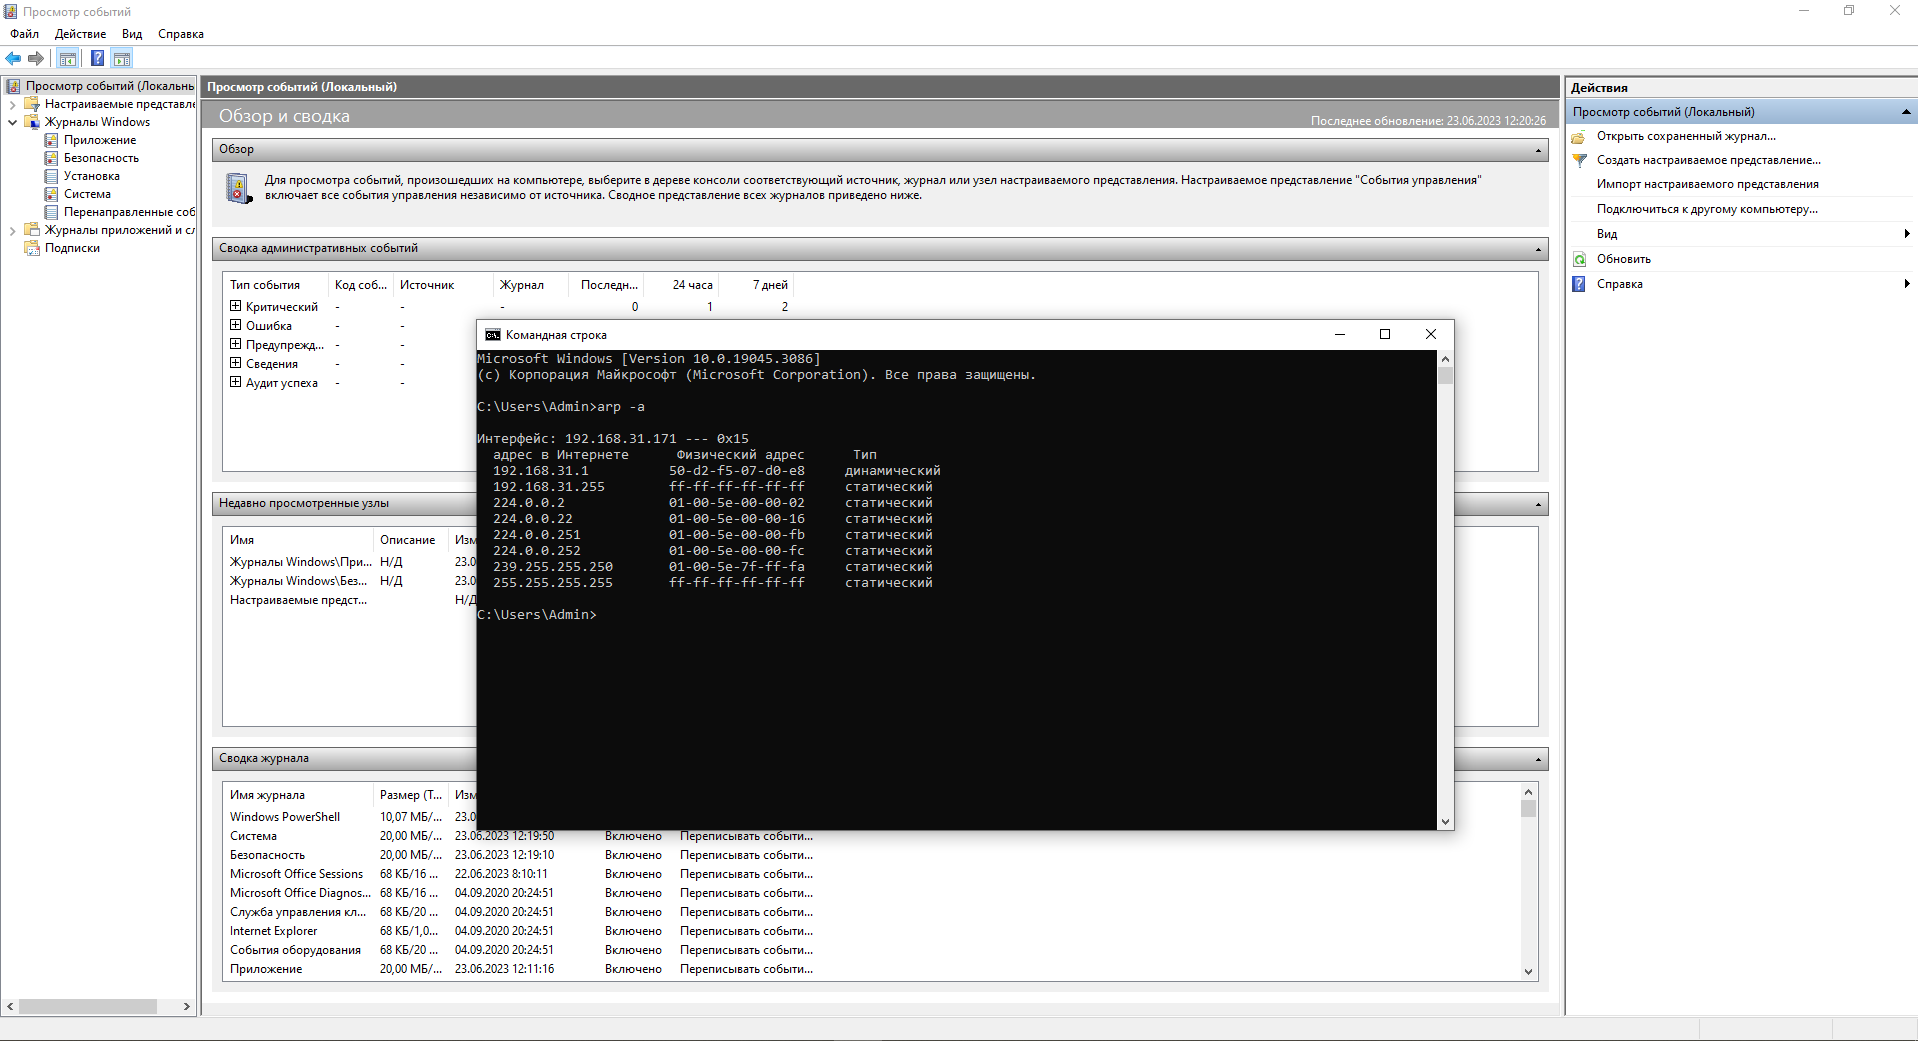 Просмотр событий
Файл Действие Вид Справка
Просмотр событий (Локальнь
Настраиваемые представле
Журналы Windows
Приложение
Безопасность
Установка
Система
Перенаправленные соб
Журналы приложений и сл
Подписки
Просмотр событий (Локальный)
Обзор и сводка
Последнее обновление: 23.06.2023 12:20:26
Обзор
Для просмотра событий, произошедших на компьютере, выберите в дереве консоли соответствующий источник, журнал или узел настраиваемого представления. Настраиваемое представление "События управления"
включает все события управления независимо от источника. Сводное представление всех журналов приведено ниже.
Сводка административных событий
Тип события Код соб... Источник Журнал Последн... 24 часа 7 дней
Критический - - - 0 1 2
Ошибка - -
Предупрежд... - -
Сведения - -
Аудит успеха - -
Недавно просмотренные узлы
Имя Описание Изм
Журналы Windows\При... Н/Д 23.0
Журналы Windows\Без... Н/Д 23.0
Настраиваемые предст... Н/Д
Сводка журнала
Имя журнала Размер (Т... Изм
Windows PowerShell 10,07 МБ/... 23.0
Система 20,00 МБ/... 23.06.2023 12:19:50 Включено Переписывать событи...
Безопасность 20,00 МБ/... 23.06.2023 12:19:10 Включено Переписывать событи...
Microsoft Office Sessions 68 КБ/16 ... 22.06.2023 8:10:11 Включено Переписывать событи...
Microsoft Office Diagnos... 68 КБ/16 ... 04.09.2020 20:24:51 Включено Переписывать событи...
Служба управления кл... 68 КБ/20 ... 04.09.2020 20:24:51 Включено Переписывать событи...
Internet Explorer 68 КБ/1,0... 04.09.2020 20:24:51 Включено Переписывать событи...
События оборудования 68 КБ/20 ... 04.09.2020 20:24:51 Включено Переписывать событи...
Приложение 20,00 МБ/... 23.06.2023 12:11:16 Включено Переписывать событи...
Командная строка
Microsoft Windows [Version 10.0.19045.3086]
(c) Корпорация Майкрософт (Microsoft Corporation). Все права защищены.
C:\Users\Admin>arp -a
Интерфейс: 192.168.31.171 --- 0x15
адрес в Интернете Физический адрес Тип
192.168.31.1 50-d2-f5-07-d0-e8 динамический
192.168.31.255 ff-ff-ff-ff-ff-ff статический
224.0.0.2 01-00-5e-00-00-02 статический
224.0.0.22 01-00-5e-00-00-16 статический
224.0.0.251 01-00-5e-00-00-fb статический
224.0.0.252 01-00-5e-00-00-fc статический
239.255.255.250 01-00-5e-7f-ff-fa статический
255.255.255.255 ff-ff-ff-ff-ff-ff статический
C:\Users\Admin>
Действия
Просмотр событий (Локальный)
Открыть сохраненный журнал...
Создать настраиваемое представление...
Импорт настраиваемого представления
Подключиться к другому компьютеру...
Вид
Обновить
Справка